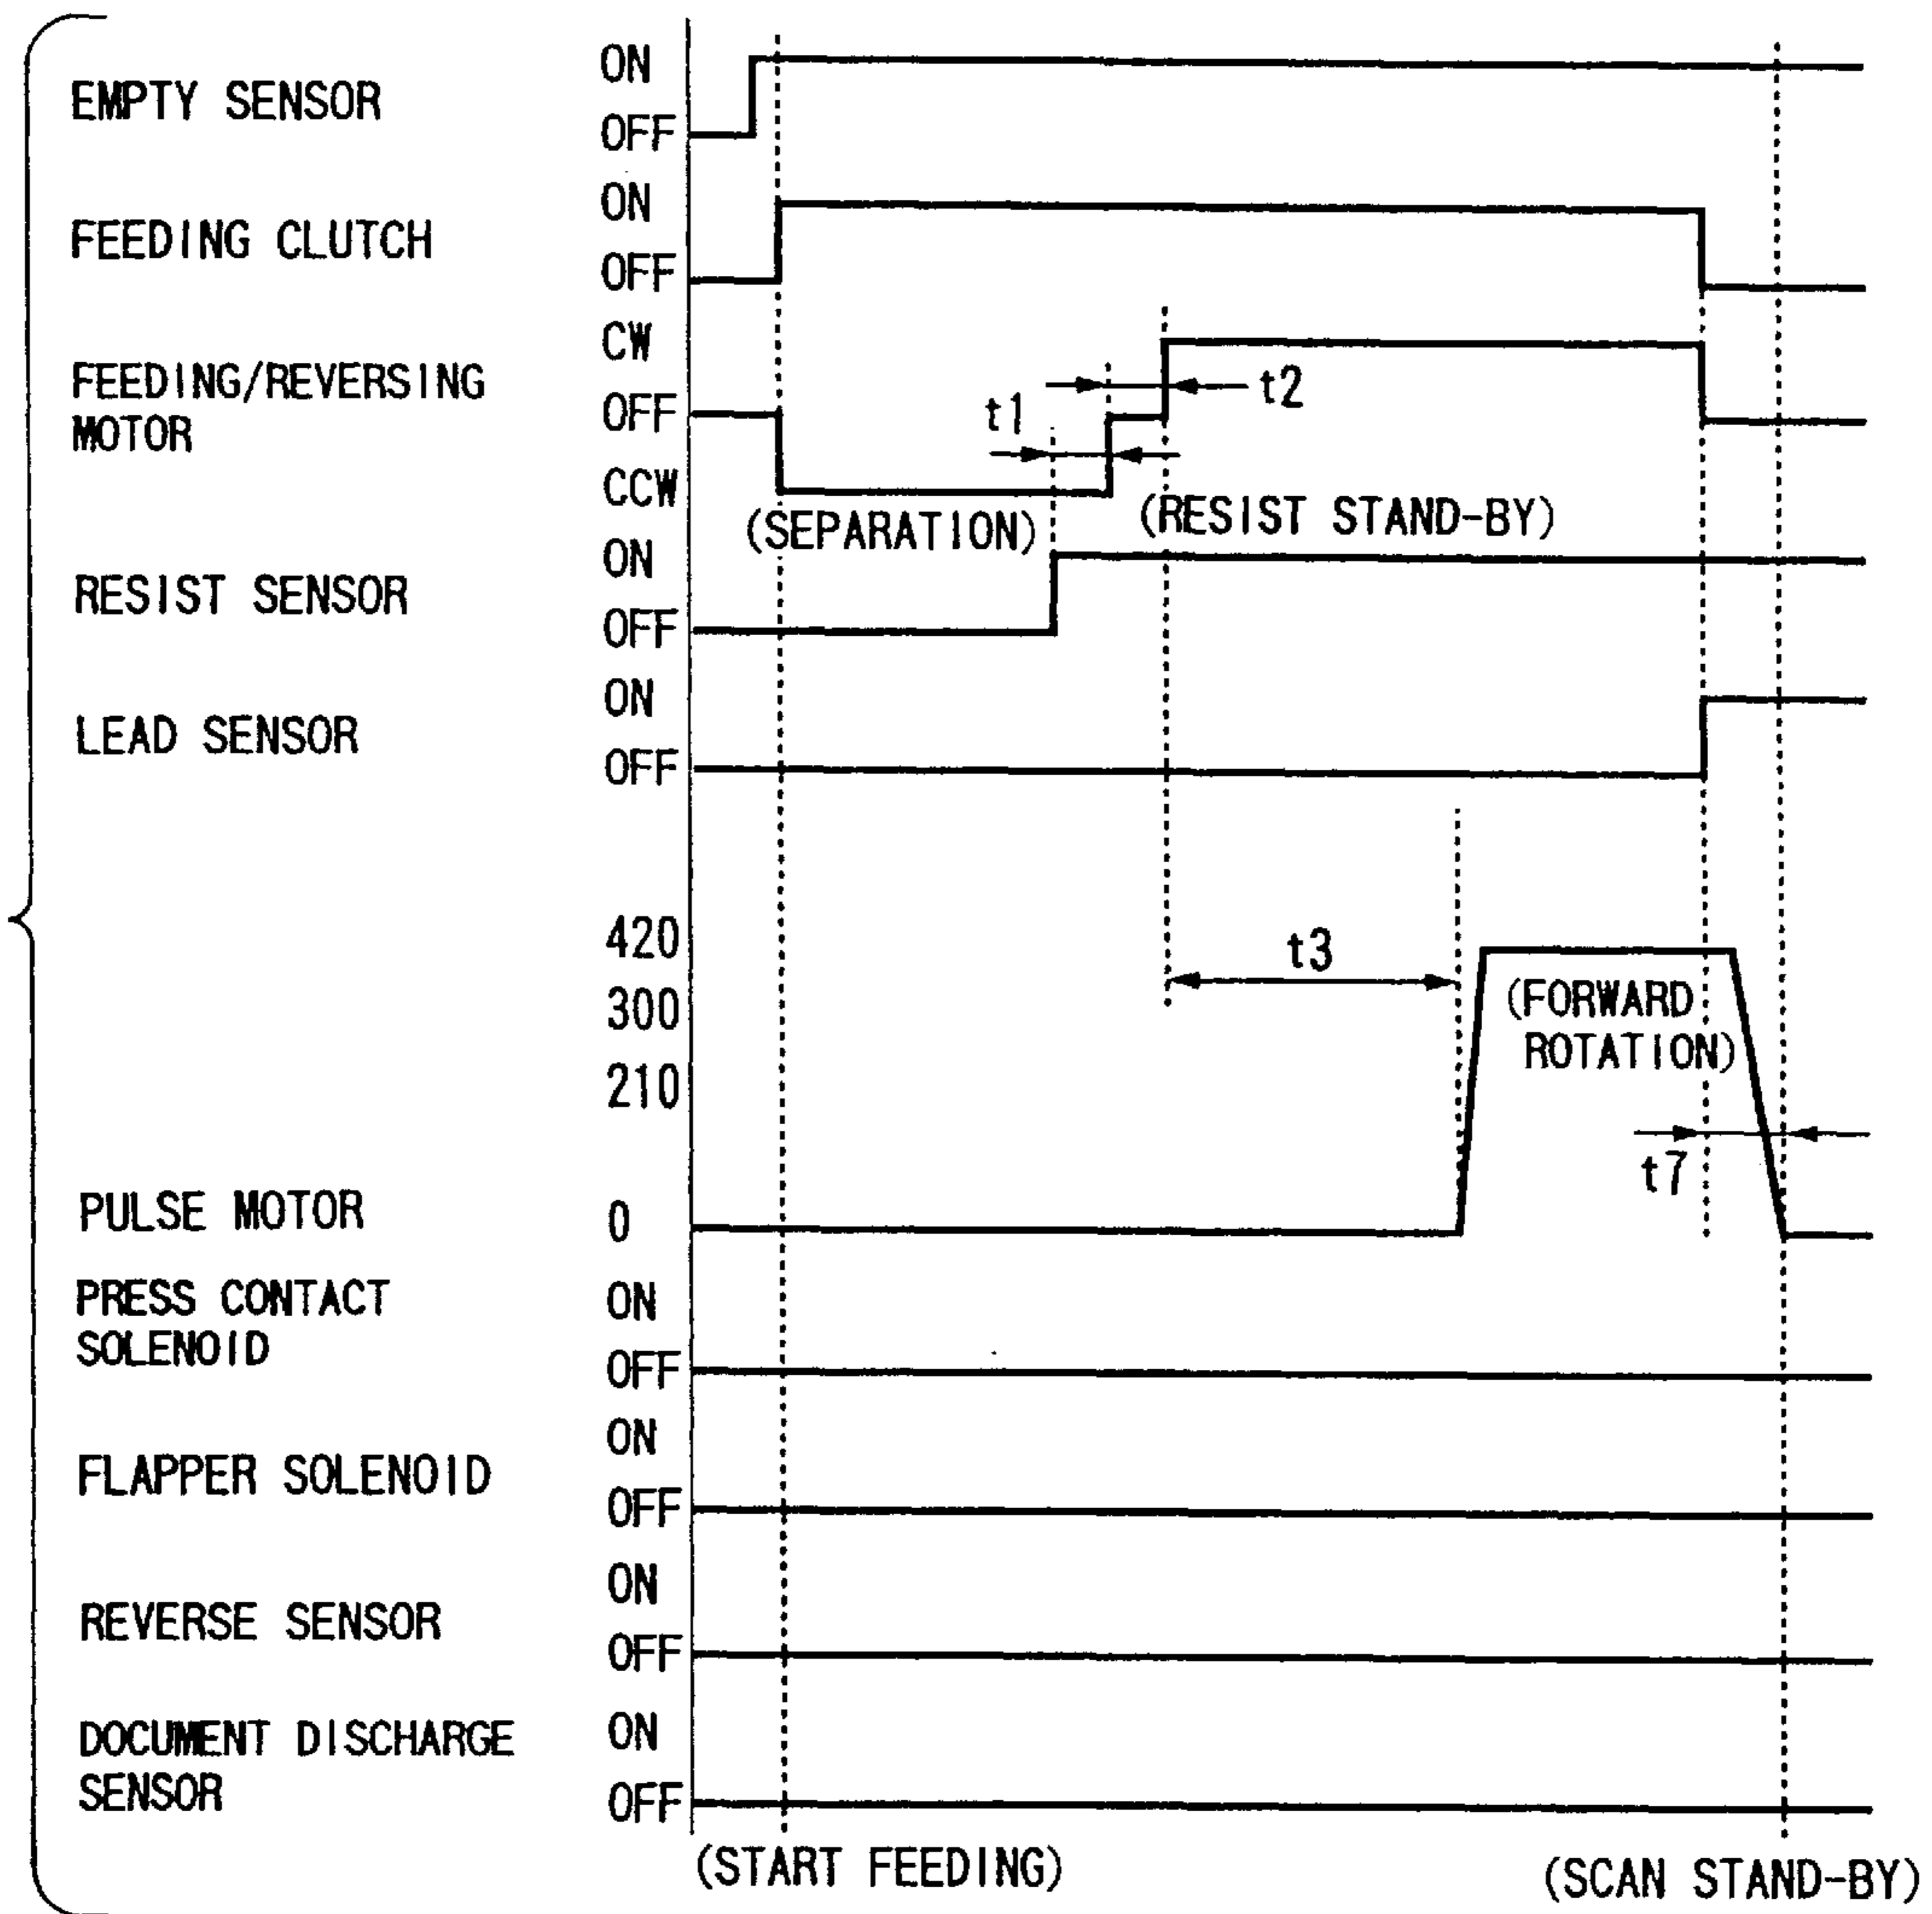 ON
EMPTY SENSOR
OFF
ON
FEEDING CLUTCH
OFF
CW
FEEDING/REVERSING
MOTOR
OFF
t1
t2
CCW
(SEPARATION)
(RESIST STAND-BY)
ON
RESIST SENSOR
OFF
ON
LEAD SENSOR
OFF
420
t3
300
(FORWARD
ROTATION)
210
t7
PULSE MOTOR
0
PRESS CONTACT
SOLENOID
ON
OFF
ON
FLAPPER SOLENOID
OFF
ON
REVERSE SENSOR
OFF
DOCUMENT DISCHARGE
SENSOR
ON
OFF
(START FEEDING)
(SCAN STAND-BY)